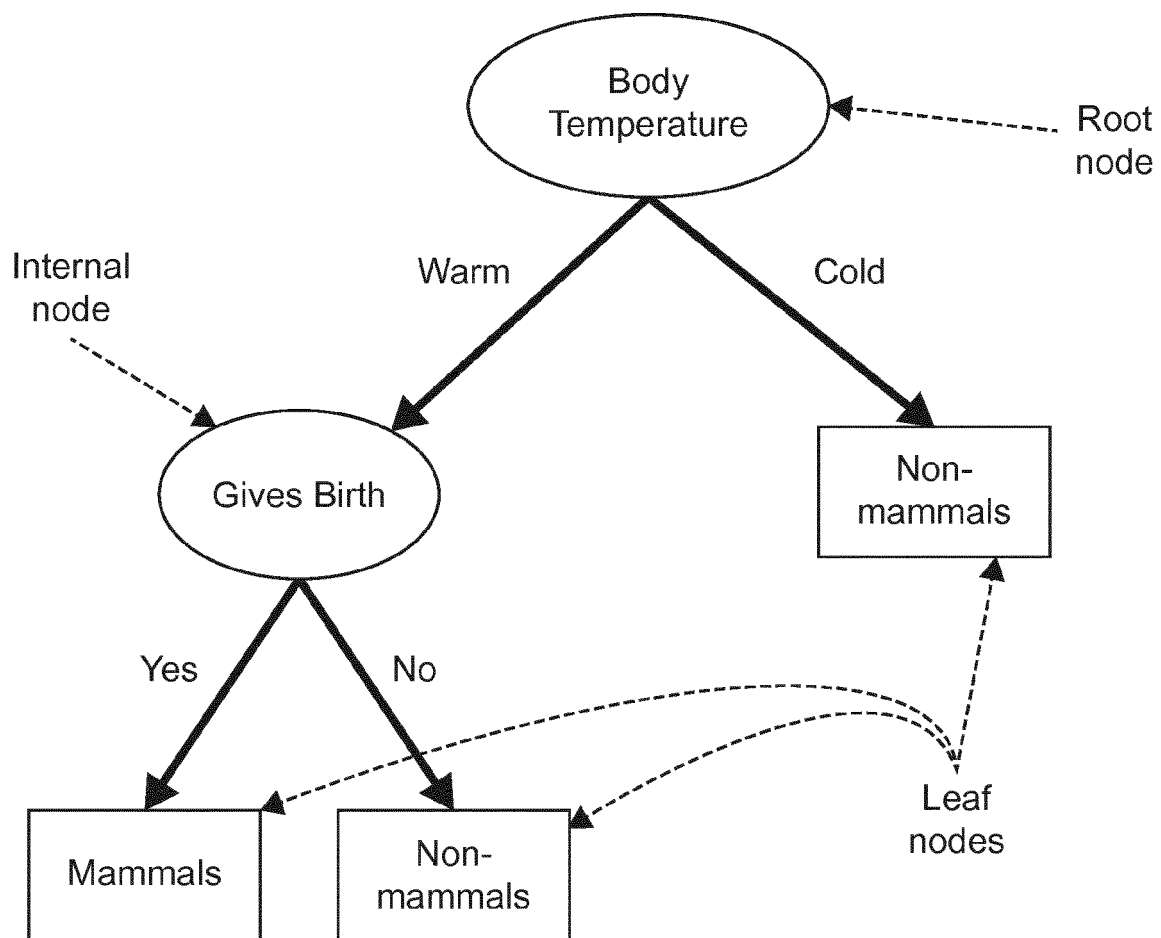 Body
Temperature
Root
node
Internal
node
Warm
Cold
Gives Birth
Non-
mammals
Yes
No
Leaf
nodes
Mammals
Non-
mammals